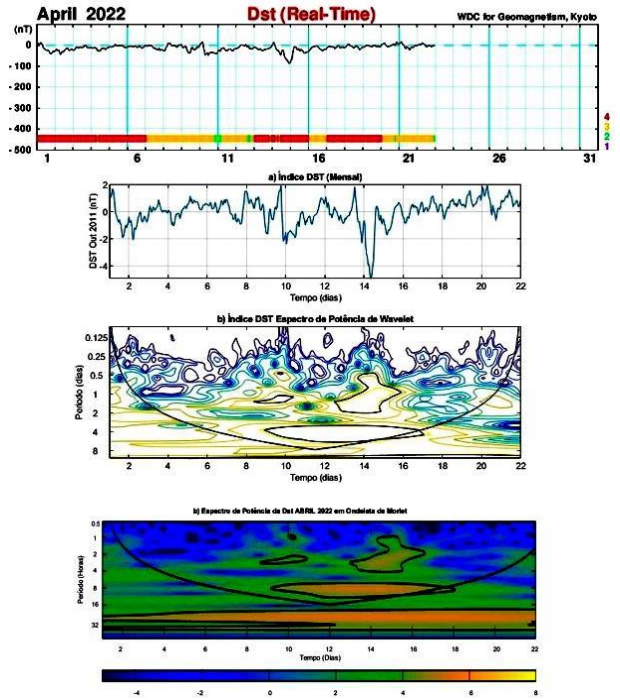 April 2022 Dst (Real-Time) WDC for Geomagnetism, Kyoto
(nT)
0
- 100
- 200
- 300
- 400
- 500
4
3
2
1
1 6 11 16 21 26 31
a) Índice DST (Mensal)
DST Out 2011 (nT)
2
0
-2
-4
2 4 6 8 10 12 14 16 18 20 22
Tempo (dias)
b) Índice DST Espectro de Potência de Wavelet
Período (dias)
0.125
0.25
0.5
1
2
4
8
2 4 6 8 10 12 14 16 18 20 22
Tempo (dias)
b) Espectro de Potência da Dst ABRIL 2022 em Ondeleta de Morlet
Período (Horas)
0.5
1
2
4
8
16
32
2 4 6 8 10 12 14 16 18 20 22
Tempo (Dias)
-4 -2 0 2 4 6 8